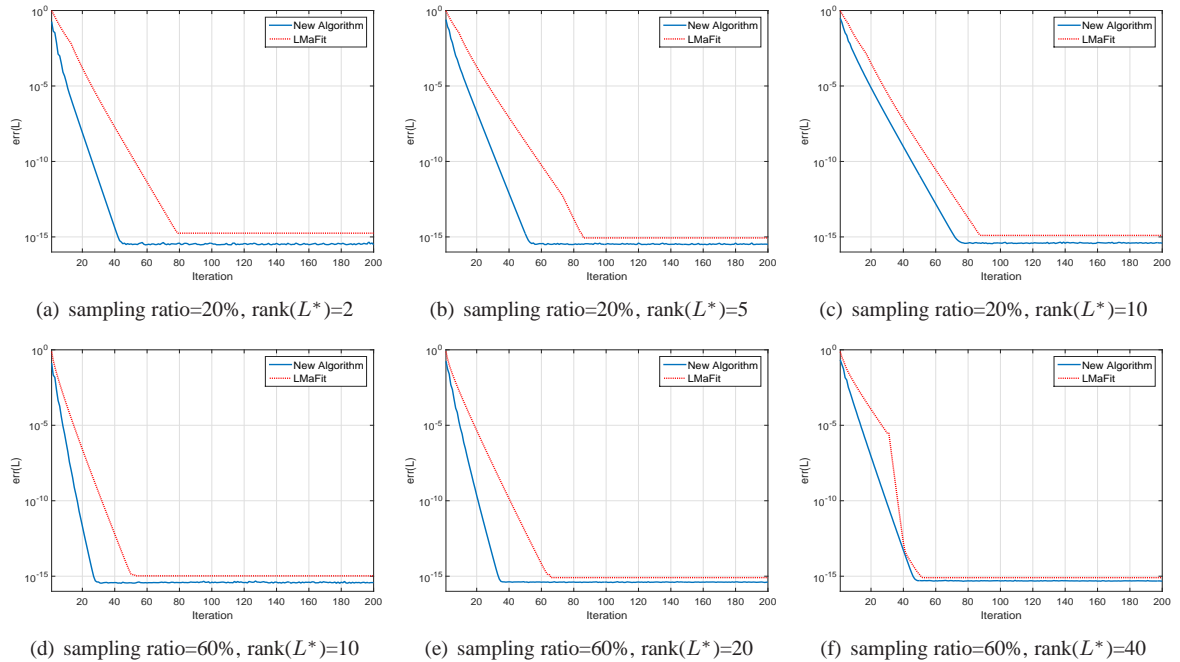 10^0
10^-5
10^-10
10^-15
err(L)
20 40 60 80 100 120 140 160 180 200
Iteration
New Algorithm
LMaFit
(a) sampling ratio=20%, rank(L*)=2
10^0
10^-5
10^-10
10^-15
err(L)
20 40 60 80 100 120 140 160 180 200
Iteration
New Algorithm
LMaFit
(b) sampling ratio=20%, rank(L*)=5
10^0
10^-5
10^-10
10^-15
err(L)
20 40 60 80 100 120 140 160 180 200
Iteration
New Algorithm
LMaFit
(c) sampling ratio=20%, rank(L*)=10
10^0
10^-5
10^-10
10^-15
err(L)
20 40 60 80 100 120 140 160 180 200
Iteration
New Algorithm
LMaFit
(d) sampling ratio=60%, rank(L*)=10
10^0
10^-5
10^-10
10^-15
err(L)
20 40 60 80 100 120 140 160 180 200
Iteration
New Algorithm
LMaFit
(e) sampling ratio=60%, rank(L*)=20
10^0
10^-5
10^-10
10^-15
err(L)
20 40 60 80 100 120 140 160 180 200
Iteration
New Algorithm
LMaFit
(f) sampling ratio=60%, rank(L*)=40